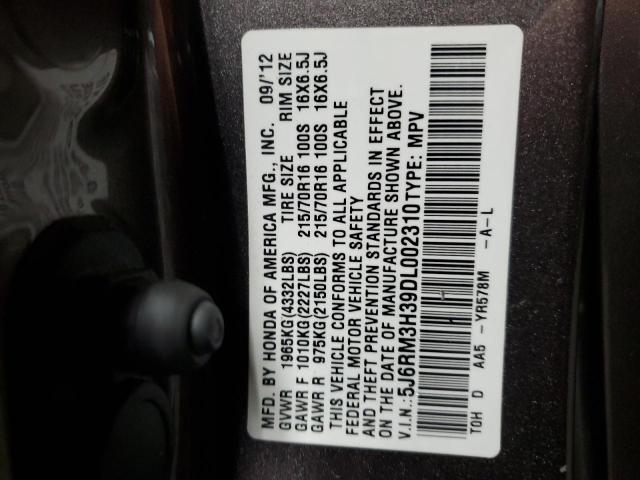 MFD. BY HONDA OF AMERICA MFG., INC. 09/'12
GVWR 1965KG(4332LBS) TIRE SIZE RIM SIZE
GAWR F 1010KG(2227LBS) 215/70R16 100S 16X6.5J
GAWR R 975KG(2150LBS) 215/70R16 100S 16X6.5J
THIS VEHICLE CONFORMS TO ALL APPLICABLE
FEDERAL MOTOR VEHICLE SAFETY
AND THEFT PREVENTION STANDARDS IN EFFECT
ON THE DATE OF MANUFACTURE SHOWN ABOVE.
V.I.N.:5J6RM3H39DL002310 TYPE: MPV
TQH D AA5 - YR578M -A-L